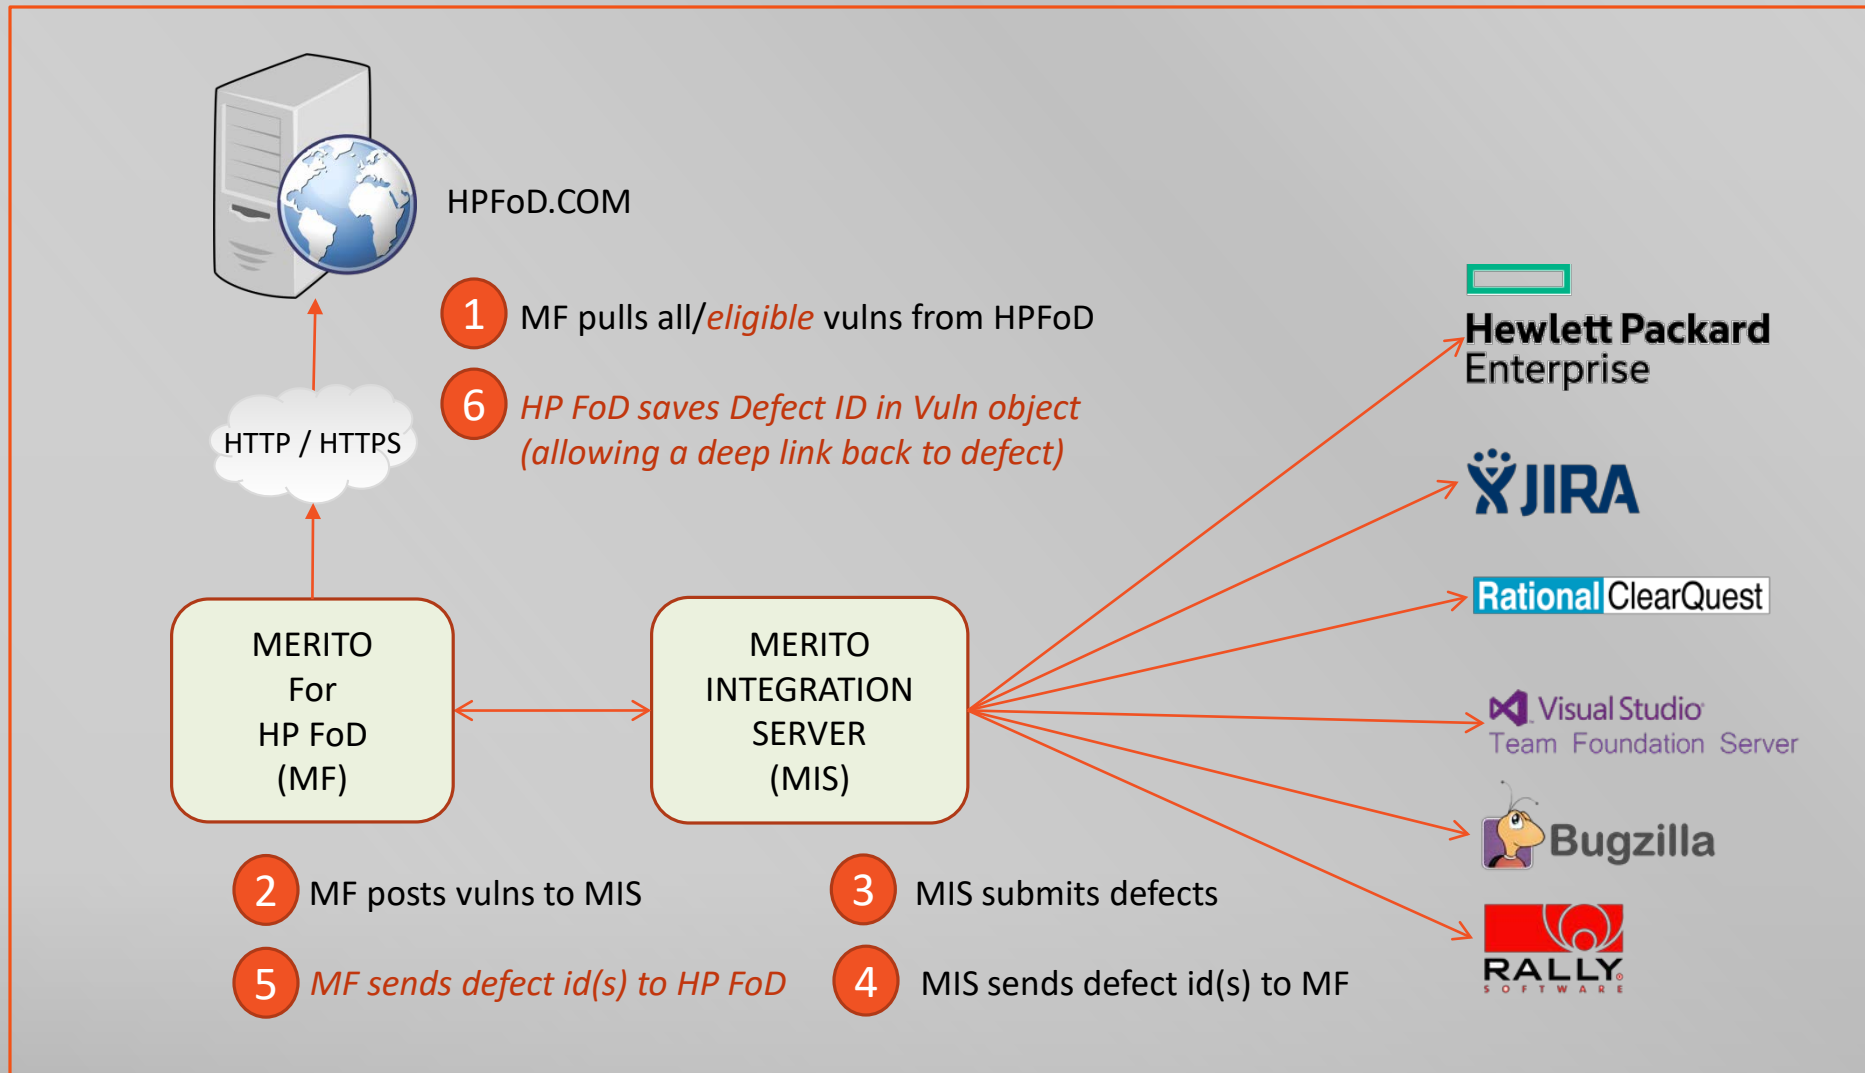 HPFoD.COM
1 MF pulls all/eligible vulns from HPFoD
6 HP FoD saves Defect ID in Vuln object
(allowing a deep link back to defect)
HTTP / HTTPS
MERITO
For
HP FoD
(MF)
MERITO
INTEGRATION
SERVER
(MIS)
2 MF posts vulns to MIS
5 MF sends defect id(s) to HP FoD
3 MIS submits defects
4 MIS sends defect id(s) to MF
Hewlett Packard
Enterprise
JIRA
Rational ClearQuest
Visual Studio
Team Foundation Server
Bugzilla
RALLY
SOFTWARE